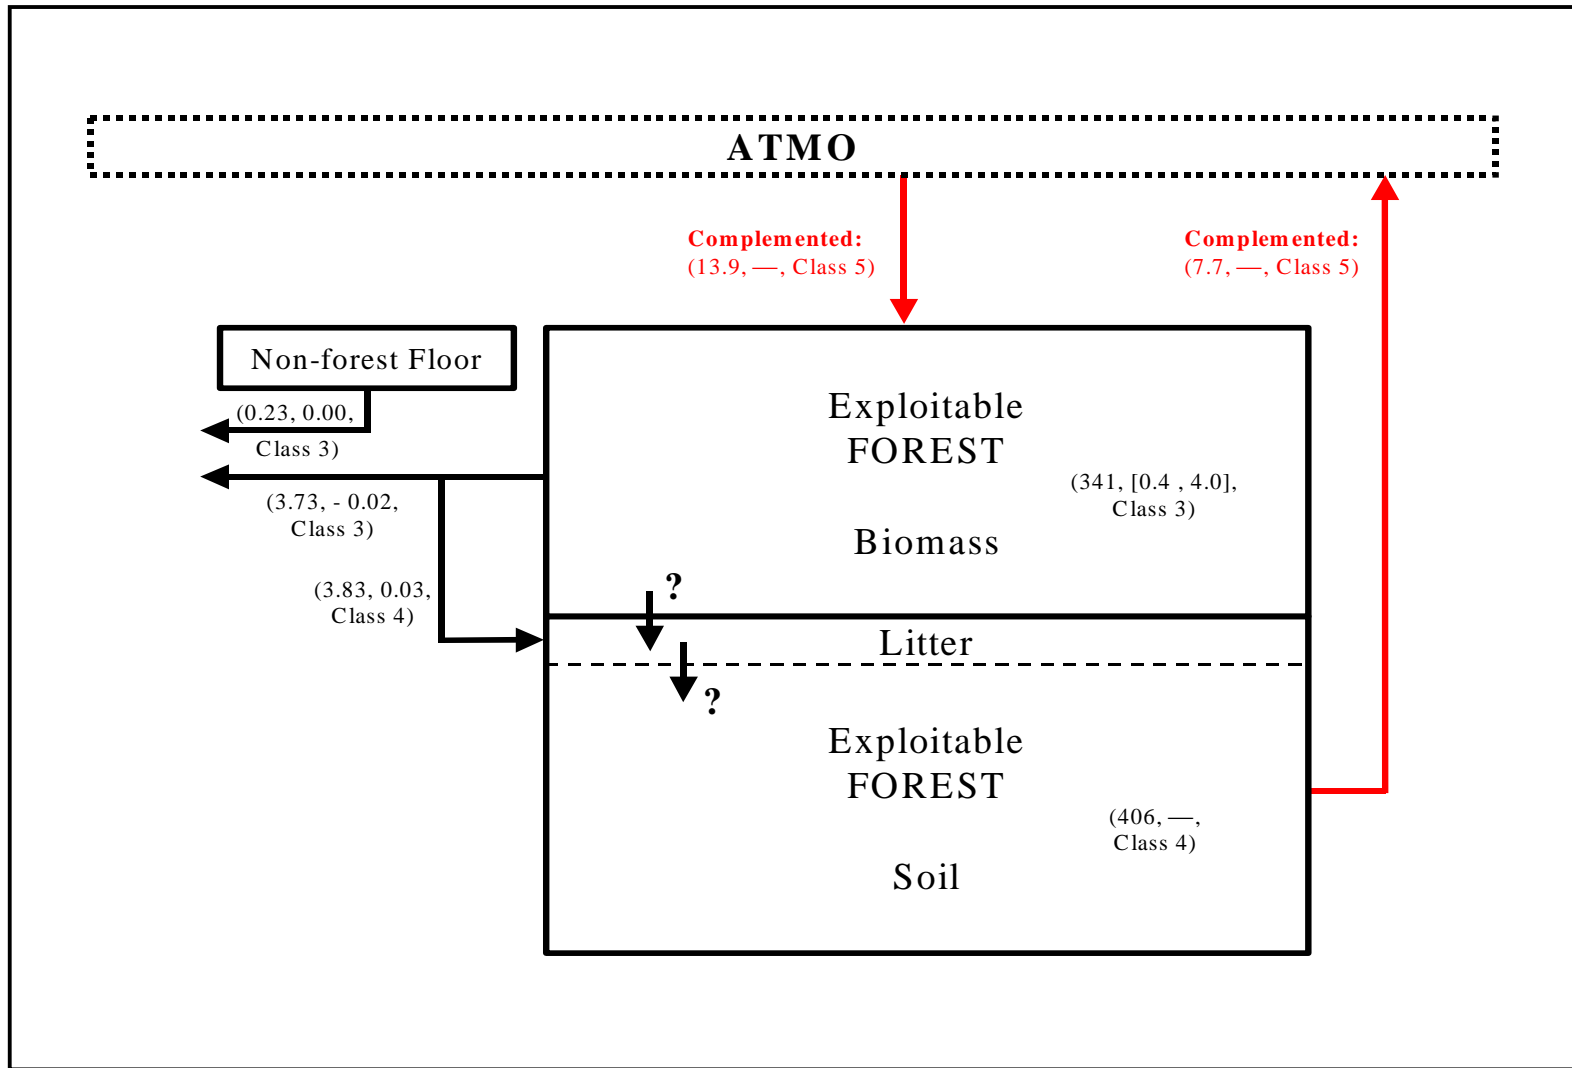 ATMO
Complemented:
(13.9, —, Class 5)
Complemented:
(7.7, —, Class 5)
Non-forest Floor
(0.23, 0.00,
Class 3)
(3.73, - 0.02,
Class 3)
(3.83, 0.03,
Class 4)
Exploitable
FOREST
(341, [0.4 , 4.0],
Class 3)
Biomass
?
Litter
?
Exploitable
FOREST
(406, —,
Class 4)
Soil